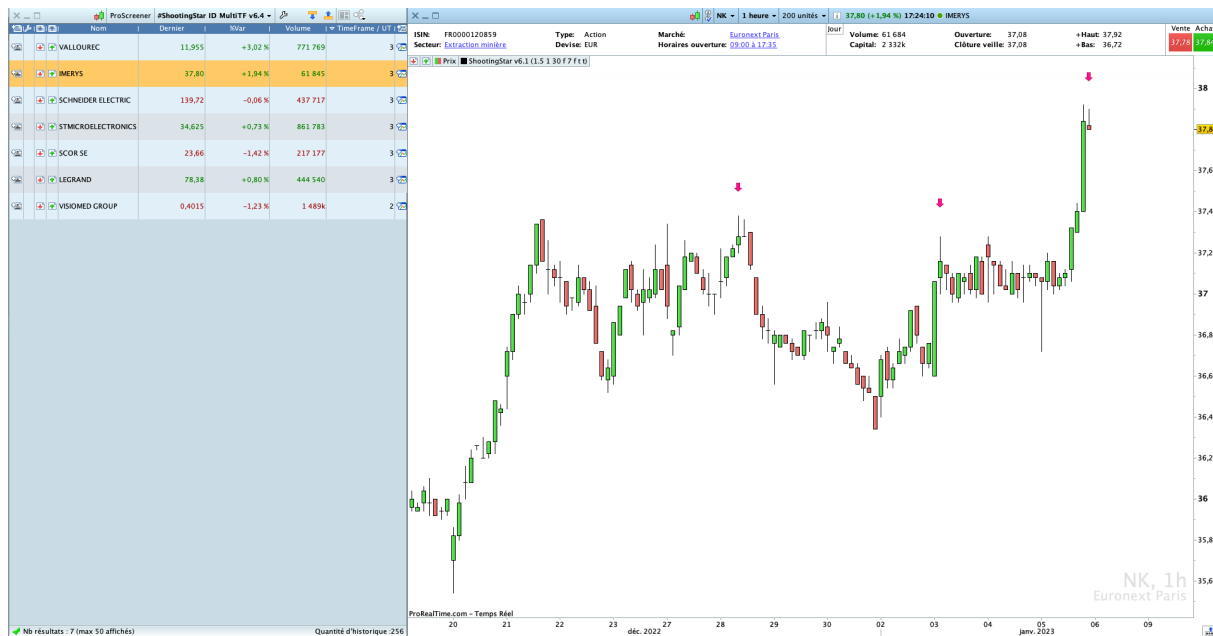 ProScreener #ShootingStar ID MultiTF v6.4
Nom Dernier %Var Volume TimeFrame / UT
VALLOUREC 11,955 +3,02 % 771 769 3
IMERYS 37,80 +1,94 % 61 845 3
SCHNEIDER ELECTRIC 139,72 −0,06 % 437 717 3
STMICROELECTRONICS 34,625 +0,73 % 861 783 3
SCOR SE 23,66 −1,42 % 217 177 3
LEGRAND 78,38 +0,80 % 444 540 3
VISIOMED GROUP 0,4015 −1,23 % 1 489k 2
Nb résultats : 7 (max 50 affichés) Quantité d'historique :256
NK 1 heure 200 unités 37,80 (+1,94 %) 17:24:10 IMERYS
ISIN: FR0000120859 Type: Action Marché: Euronext Paris Jour Volume: 61 684 Ouverture: 37,08 +Haut: 37,92 Vente Acha
Secteur: Extraction minière Devise: EUR Horaires ouverture: 09:00 à 17:35 Capital: 2 332k Clôture veille: 37,08 +Bas: 36,72 37,78 37,84
Prix ShootingStar v6.1 (1.5 1 30 f 7 f t t)
38
37,8
37,6
37,4
37,2
37
36,8
36,6
36,4
36,2
36
35,8
35,6
NK, 1h
Euronext Paris
ProRealTime.com – Temps Réel
20 21 22 23 27 28 29 30 02 03 04 05 06 09
déc. 2022 janv. 2023